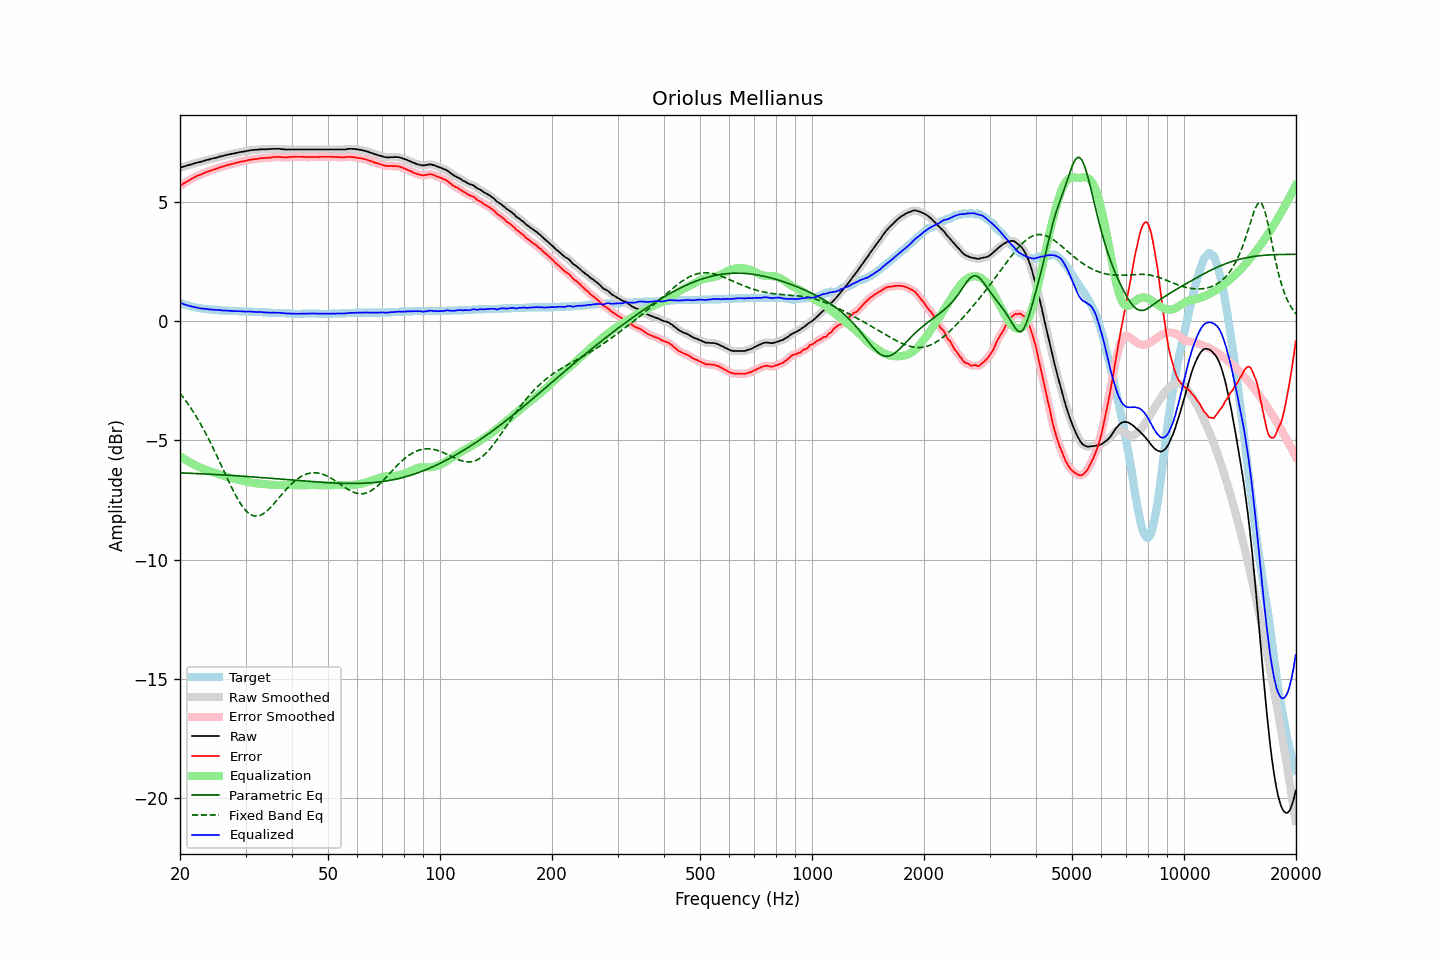 Oriolus Mellianus
Amplitude (dBr)
5
0
−5
−10
−15
−20
Target
Raw Smoothed
Error Smoothed
Raw
Error
Equalization
Parametric Eq
Fixed Band Eq
Equalized
20 50 100 200 500 1000 2000 5000 10000 20000
Frequency (Hz)